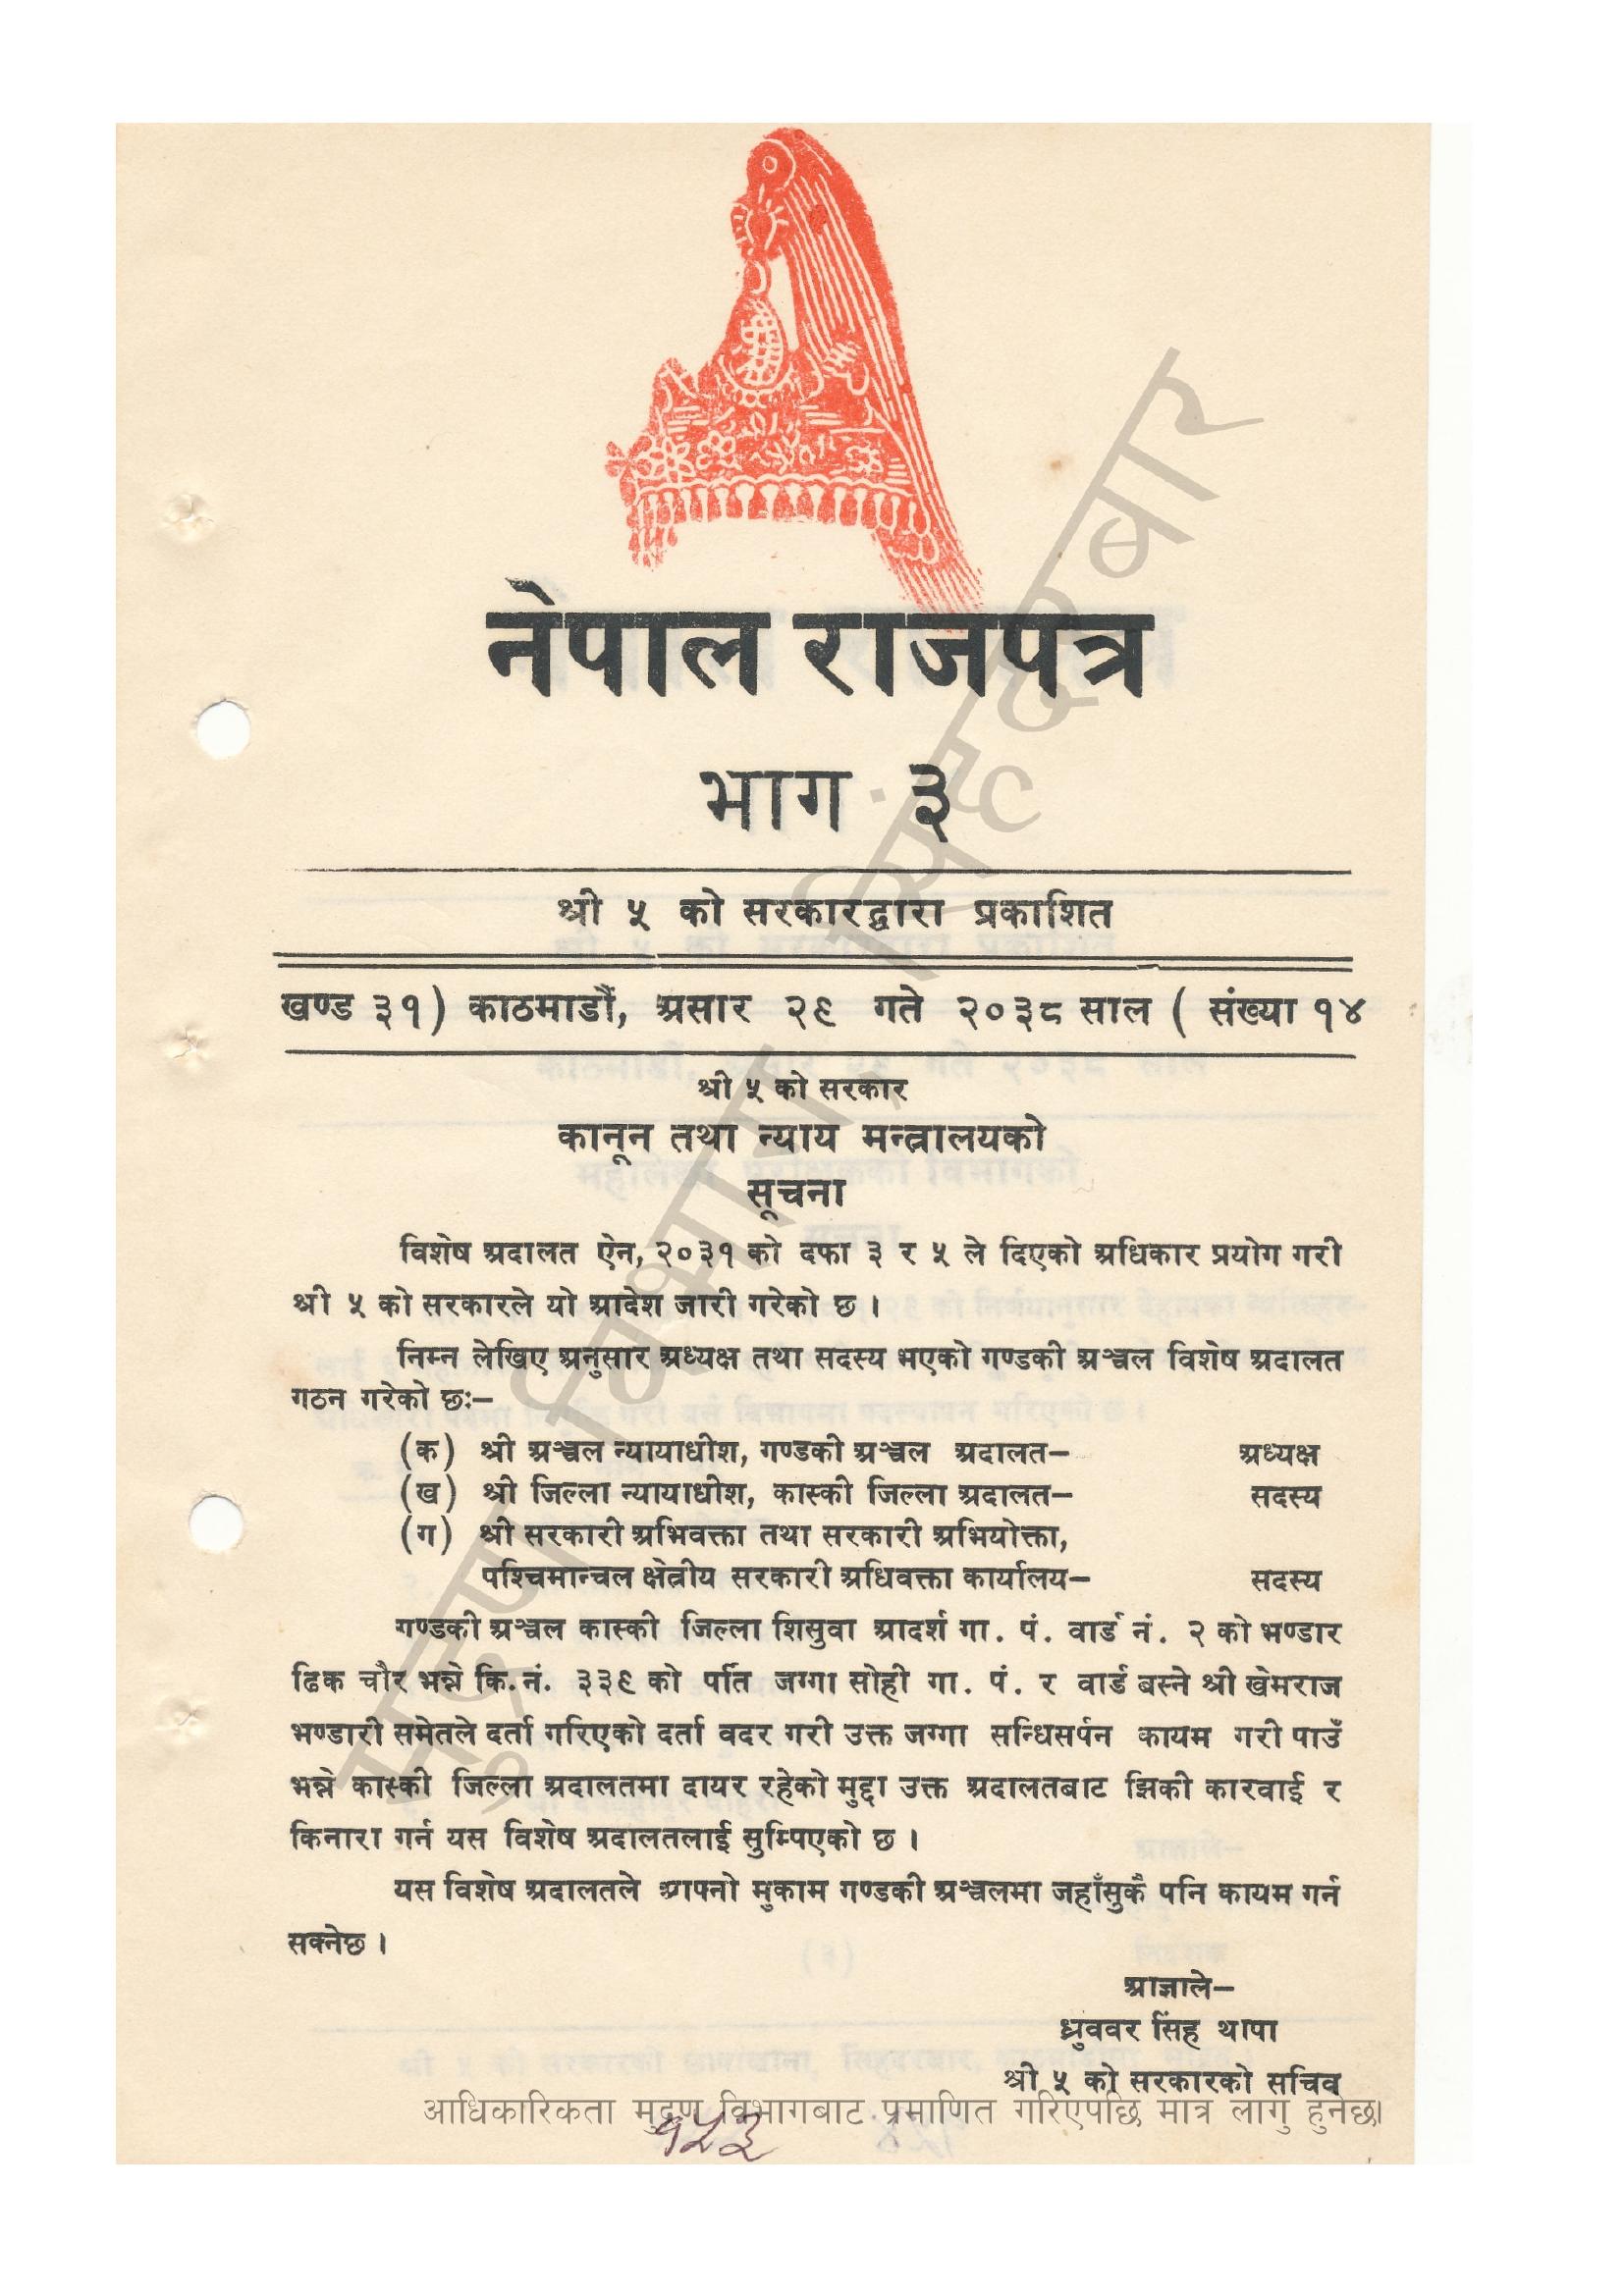 नेपाल राजपत्र
भाग ३
श्री ५ को सरकारद्वारा प्रकाशित
खण्ड ३१) काठमाडौं, असार २९ गते २०३८ साल ( संख्या १४
श्री ५ को सरकार
कानून तथा न्याय मन्त्रालयको
सूचना
विशेष अदालत ऐन, २०३१ को दफा ३ र ५ ले दिएको अधिकार प्रयोग गरी
श्री ५ को सरकारले यो आदेश जारी गरेको छ ।
निम्न लेखिए अनुसार अध्यक्ष तथा सदस्य भएको गण्डकी अञ्चल विशेष अदालत
गठन गरेको छः–
(क) श्री अञ्चल न्यायाधीश, गण्डकी अञ्चल अदालत– अध्यक्ष
(ख) श्री जिल्ला न्यायाधीश, कास्की जिल्ला अदालत– सदस्य
(ग) श्री सरकारी अभिवक्ता तथा सरकारी अभियोक्ता,
पश्चिमान्चल क्षेत्रीय सरकारी अधिवक्ता कार्यालय– सदस्य
गण्डकी अञ्चल कास्की जिल्ला शिसुवा आदर्श गा. पं. वार्ड नं. २ को भण्डार
ढिक चौर भन्ने कि.नं. ३३९ को पर्ति जग्गा सोही गा. पं. र वार्ड बस्ने श्री खेमराज
भण्डारी समेतले दर्ता गरिएको दर्ता वदर गरी उक्त जग्गा सन्धिसर्पन कायम गरी पाउँ
भन्ने कास्की जिल्ला अदालतमा दायर रहेको मुद्दा उक्त अदालतबाट झिकी कारवाई र
किनारा गर्न यस विशेष अदालतलाई सुम्पिएको छ ।
यस विशेष अदालतले आफ्नो मुकाम गण्डकी अञ्चलमा जहाँसुकै पनि कायम गर्न
सक्नेछ ।
आज्ञाले–
ध्रुववर सिंह थापा
श्री ५ को सरकारको सचिव
आधिकारिकता मुद्रण विभागबाट प्रमाणित गरिएपछि मात्र लागु हुनेछ।
१५३
मुद्रण विभाग, सिंहदरबार